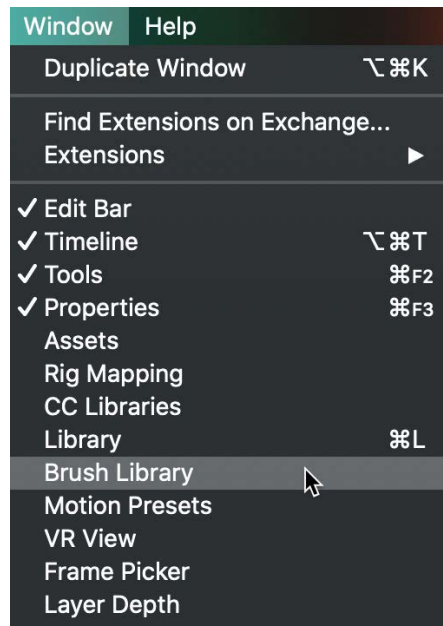 Window Help
Duplicate Window ⌥⌘K
Find Extensions on Exchange...
Extensions ▶
✓ Edit Bar
✓ Timeline ⌥⌘T
✓ Tools ⌘F2
✓ Properties ⌘F3
Assets
Rig Mapping
CC Libraries
Library ⌘L
Brush Library
Motion Presets
VR View
Frame Picker
Layer Depth